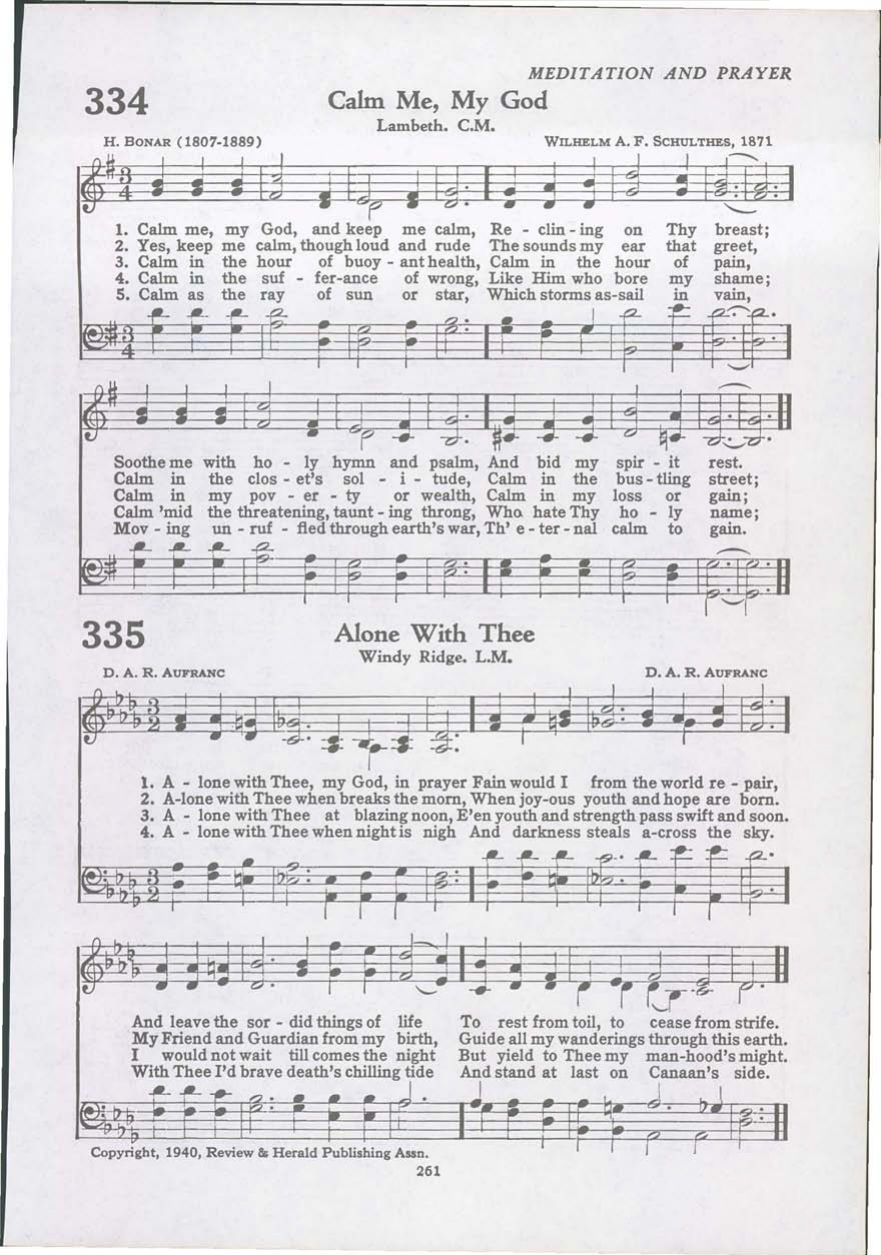 MEDITATION AND PRAYER
334
Calm Me, My God
Lambeth. C.M.
H. BONAR (1807-1889) WILHELM A. F. SCHULTHES, 1871
3 4
1. Calm me, my God, and keep me calm, Re - clin - ing on Thy breast;
2. Yes, keep me calm, though loud and rude The sounds my ear that greet,
3. Calm in the hour of buoy - ant health, Calm in the hour of pain,
4. Calm in the suf - fer-ance of wrong, Like Him who bore my shame;
5. Calm as the ray of sun or star, Which storms as-sail in vain,
3 4
Soothe me with ho - ly hymn and psalm, And bid my spir - it rest.
Calm in the clos - et's sol - i - tude, Calm in the bus - tling street;
Calm in my pov - er - ty or wealth, Calm in my loss or gain;
Calm 'mid the threatening, taunt - ing throng, Who hate Thy ho - ly name;
Mov - ing un - ruf - fled through earth's war, Th' e - ter - nal calm to gain.
335
Alone With Thee
Windy Ridge. L.M.
D. A. R. AUFRANC D. A. R. AUFRANC
3 2
1. A - lone with Thee, my God, in prayer Fain would I from the world re - pair,
2. A-lone with Thee when breaks the morn, When joy-ous youth and hope are born.
3. A - lone with Thee at blazing noon, E'en youth and strength pass swift and soon.
4. A - lone with Thee when night is nigh And darkness steals a-cross the sky.
3 2
And leave the sor - did things of life To rest from toil, to cease from strife.
My Friend and Guardian from my birth, Guide all my wanderings through this earth.
I would not wait till comes the night But yield to Thee my man-hood's might.
With Thee I'd brave death's chilling tide And stand at last on Canaan's side.
Copyright, 1940, Review & Herald Publishing Assn.
261